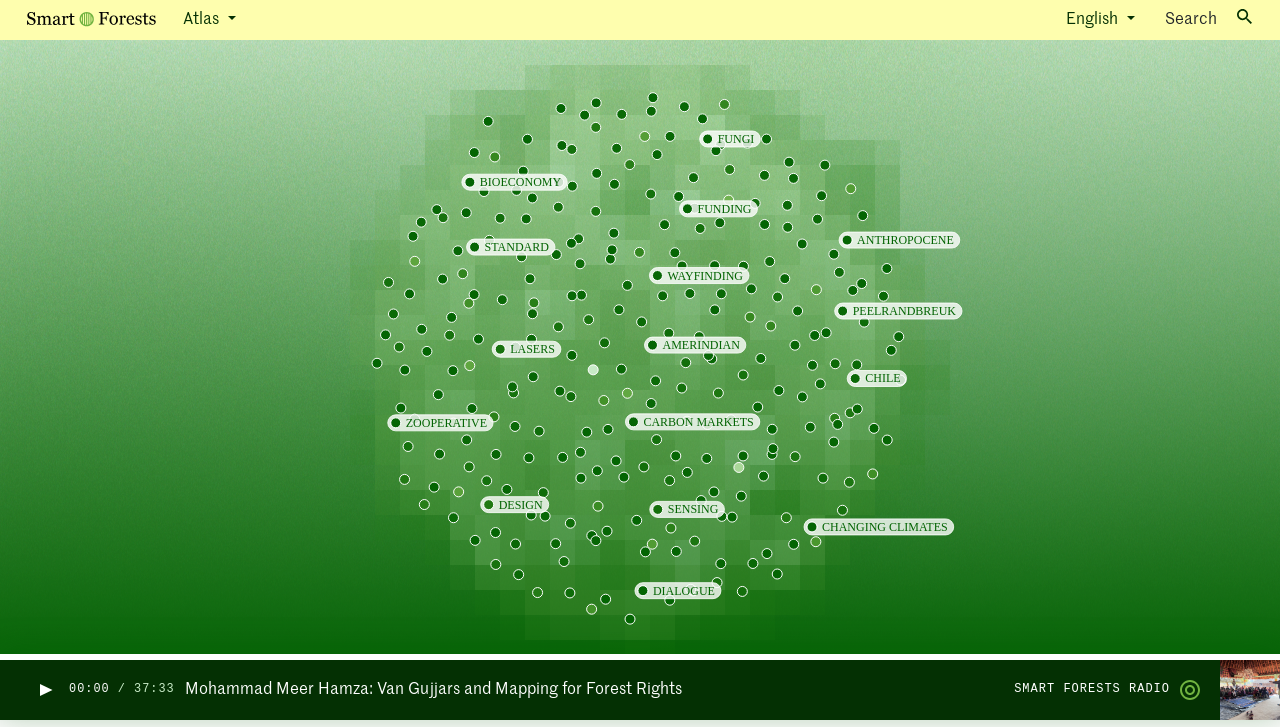 Smart Forests Atlas English Search
FUNGI
BIOECONOMY
FUNDING
ANTHROPOCENE
STANDARD
WAYFINDING
PEELRANDBREUK
AMERINDIAN
LASERS
CHILE
CARBON MARKETS
ZOOPERATIVE
DESIGN
SENSING
CHANGING CLIMATES
DIALOGUE
00:00 / 37:33 Mohammad Meer Hamza: Van Gujjars and Mapping for Forest Rights SMART FORESTS RADIO